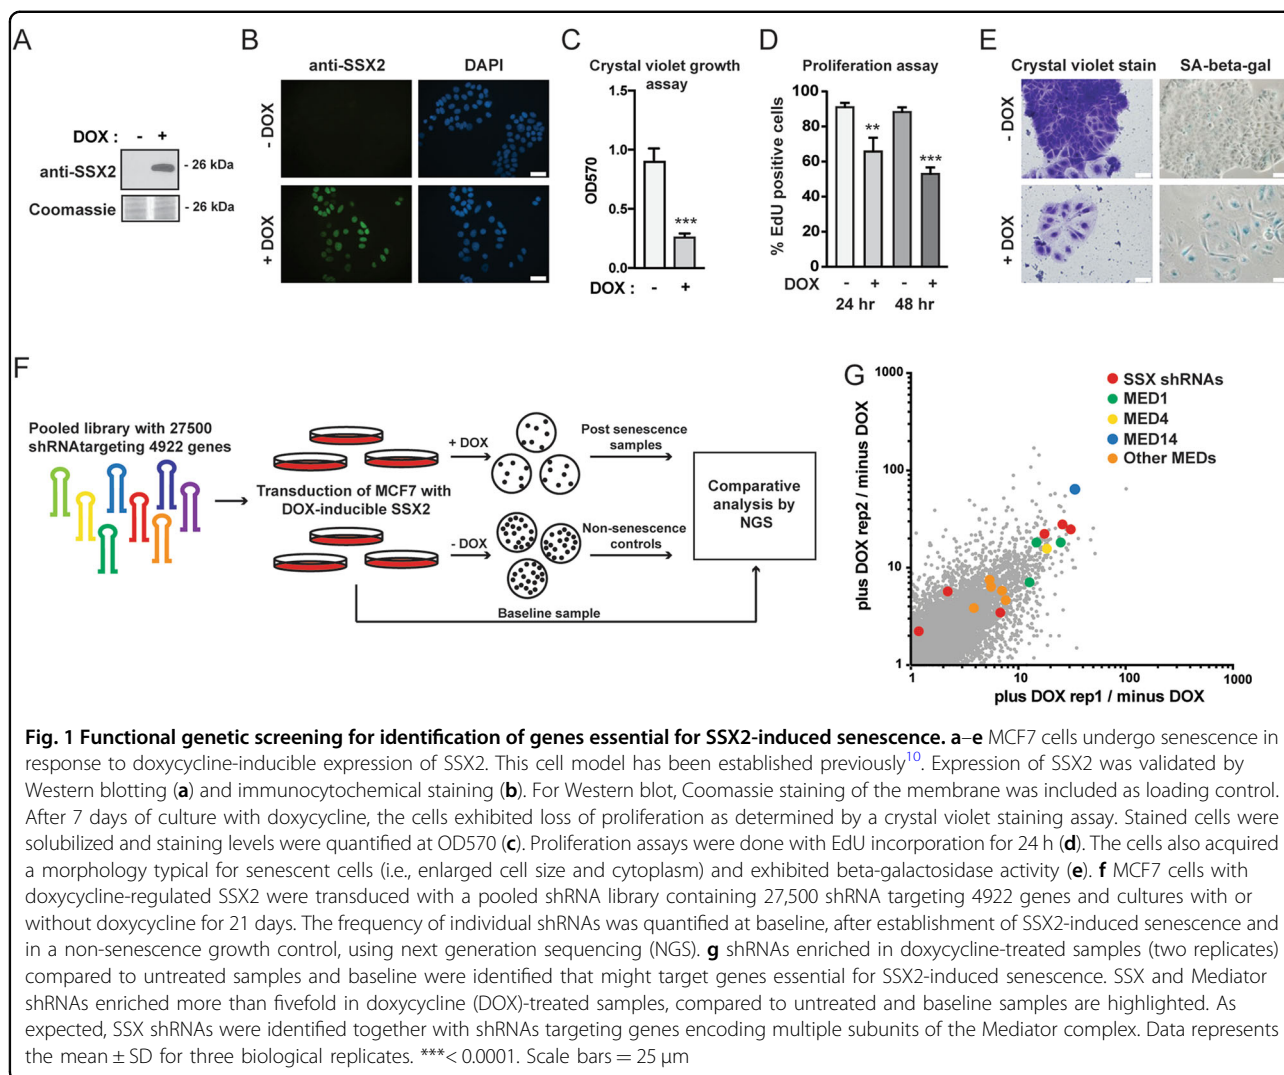 A
DOX : - +
anti-SSX2
- 26 kDa
Coomassie
- 26 kDa
B
anti-SSX2
DAPI
- DOX
+ DOX
C
Crystal violet growth
assay
OD570
1.5
1.0
0.5
0.0
***
DOX : - +
D
Proliferation assay
% EdU positive cells
100
80
60
40
20
0
**
***
DOX - + - +
24 hr 48 hr
E
Crystal violet stain
SA-beta-gal
- DOX
+ DOX
F
Pooled library with 27500
shRNAtargeting 4922 genes
Transduction of MCF7 with
DOX-inducible SSX2
+ DOX
- DOX
Post senescence
samples
Non-senescence
controls
Baseline sample
Comparative
analysis by
NGS
G
plus DOX rep2 / minus DOX
1000
100
10
1
1 10 100 1000
plus DOX rep1 / minus DOX
SSX shRNAs
MED1
MED4
MED14
Other MEDs
Fig. 1 Functional genetic screening for identification of genes essential for SSX2-induced senescence. a–e MCF7 cells undergo senescence in
response to doxycycline-inducible expression of SSX2. This cell model has been established previously10. Expression of SSX2 was validated by
Western blotting (a) and immunocytochemical staining (b). For Western blot, Coomassie staining of the membrane was included as loading control.
After 7 days of culture with doxycycline, the cells exhibited loss of proliferation as determined by a crystal violet staining assay. Stained cells were
solubilized and staining levels were quantified at OD570 (c). Proliferation assays were done with EdU incorporation for 24 h (d). The cells also acquired
a morphology typical for senescent cells (i.e., enlarged cell size and cytoplasm) and exhibited beta-galactosidase activity (e). f MCF7 cells with
doxycycline-regulated SSX2 were transduced with a pooled shRNA library containing 27,500 shRNA targeting 4922 genes and cultures with or
without doxycycline for 21 days. The frequency of individual shRNAs was quantified at baseline, after establishment of SSX2-induced senescence and
in a non-senescence growth control, using next generation sequencing (NGS). g shRNAs enriched in doxycycline-treated samples (two replicates)
compared to untreated samples and baseline were identified that might target genes essential for SSX2-induced senescence. SSX and Mediator
shRNAs enriched more than fivefold in doxycycline (DOX)-treated samples, compared to untreated and baseline samples are highlighted. As
expected, SSX shRNAs were identified together with shRNAs targeting genes encoding multiple subunits of the Mediator complex. Data represents
the mean ± SD for three biological replicates. ***< 0.0001. Scale bars = 25 μm